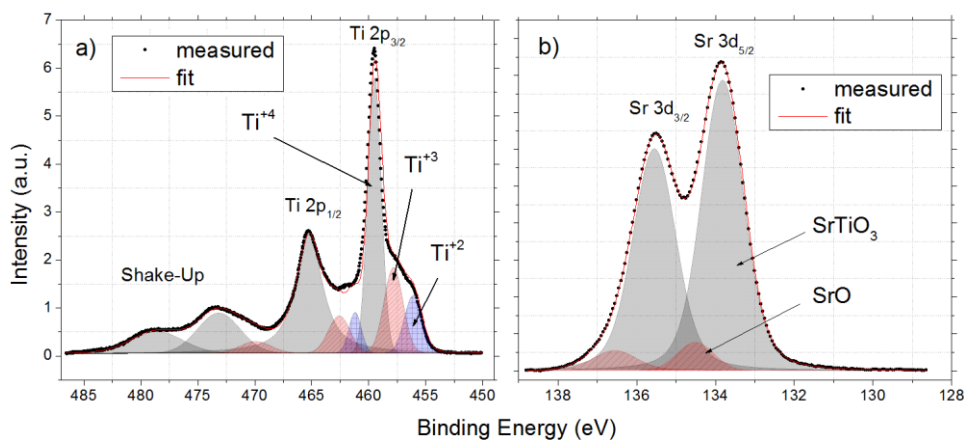 a)
measured
fit
Ti 2p3/2
Ti+4
Ti+3
Ti+2
Ti 2p1/2
Shake-Up
Intensity (a.u.)
7
6
5
4
3
2
1
0
485 480 475 470 465 460 455 450
b)
Sr 3d5/2
measured
fit
Sr 3d3/2
SrTiO3
SrO
138 136 134 132 130 128
Binding Energy (eV)